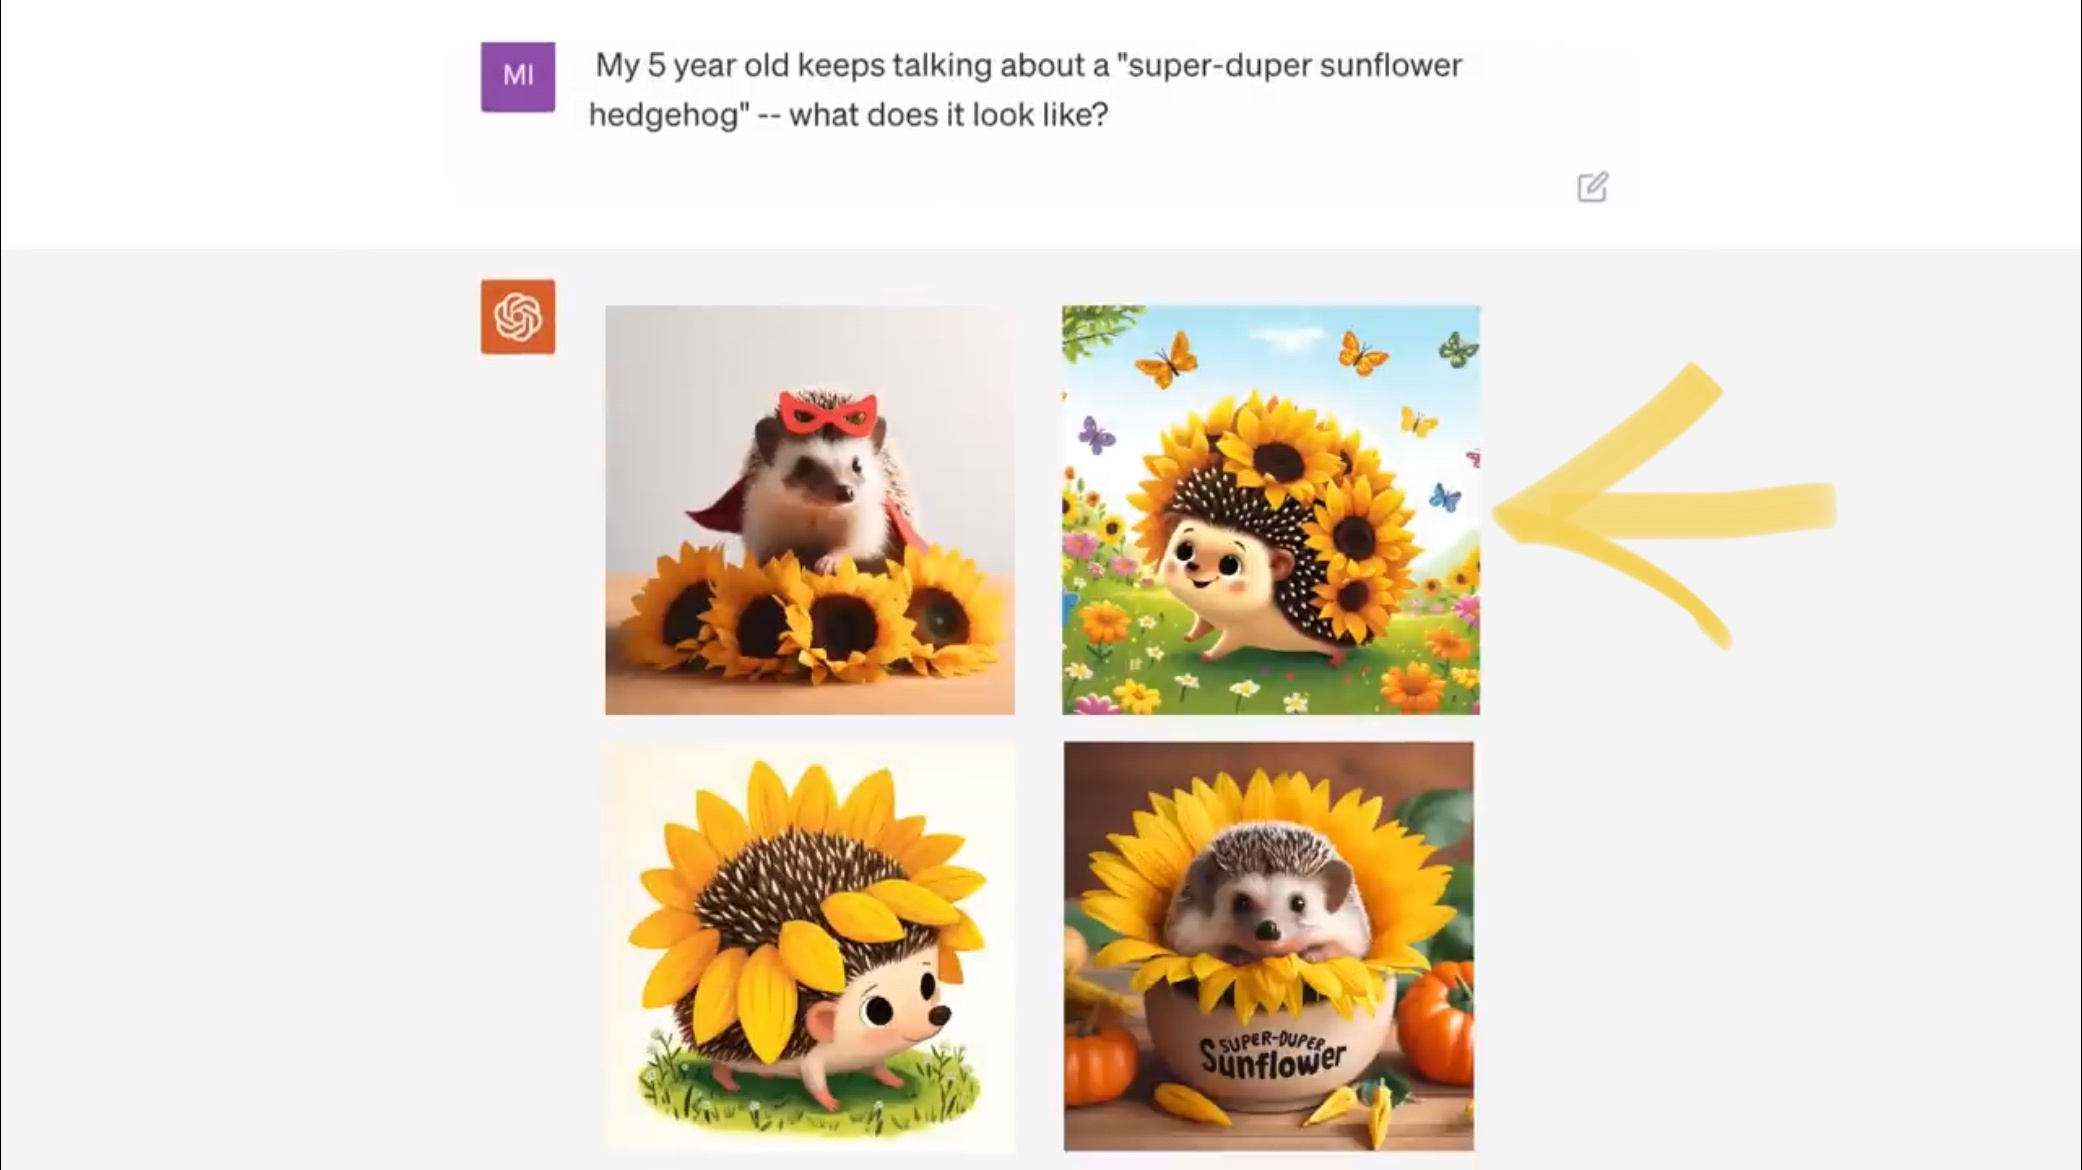 MI
My 5 year old keeps talking about a "super-duper sunflower
hedgehog" -- what does it look like?
SUPER-DUPER
Sunflower